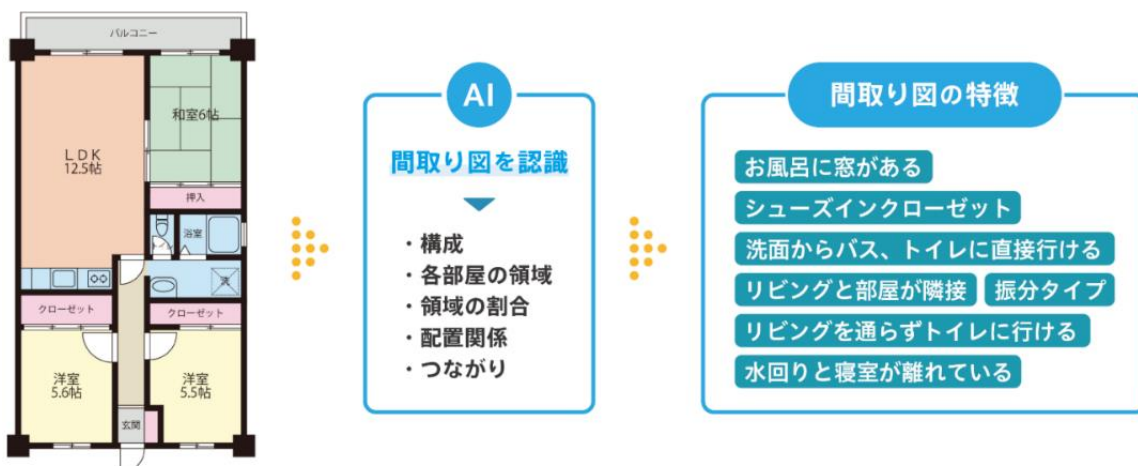 バルコニー
和室6帖
LDK
12.5帖
押入
トイレ
浴室
洗
クローゼット
クローゼット
洋室
5.6帖
洋室
5.5帖
玄関
AI
間取り図を認識
・構成
・各部屋の領域
・領域の割合
・配置関係
・つながり
間取り図の特徴
お風呂に窓がある
シューズインクローゼット
洗面からバス、トイレに直接行ける
リビングと部屋が隣接 振分タイプ
リビングを通らずトイレに行ける
水回りと寝室が離れている